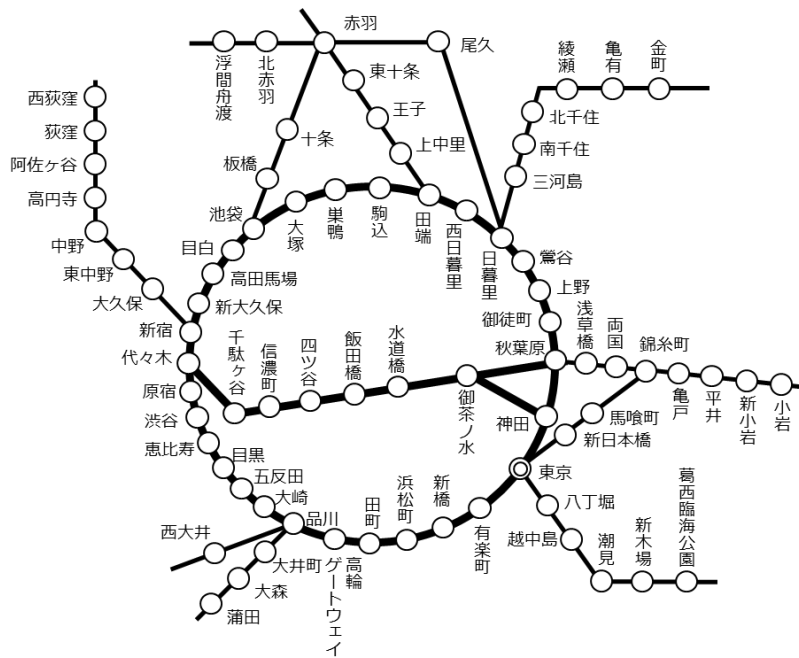 赤羽
尾久
浮間舟渡
北赤羽
綾瀬
亀有
金町
東十条
王子
上中里
十条
板橋
北千住
南千住
三河島
西荻窪
荻窪
阿佐ヶ谷
高円寺
中野
東中野
大久保
新宿
池袋
目白
高田馬場
新大久保
大塚
巣鴨
駒込
田端
西日暮里
日暮里
鶯谷
上野
御徒町
秋葉原
浅草橋
両国
錦糸町
亀戸
平井
新小岩
小岩
代々木
千駄ヶ谷
信濃町
四ツ谷
飯田橋
水道橋
御茶ノ水
神田
馬喰町
新日本橋
東京
原宿
渋谷
恵比寿
目黒
五反田
大崎
品川
西大井
大井町
大森
蒲田
高輪
ゲートウェイ
田町
浜松町
新橋
有楽町
八丁堀
越中島
潮見
新木場
葛西臨海公園